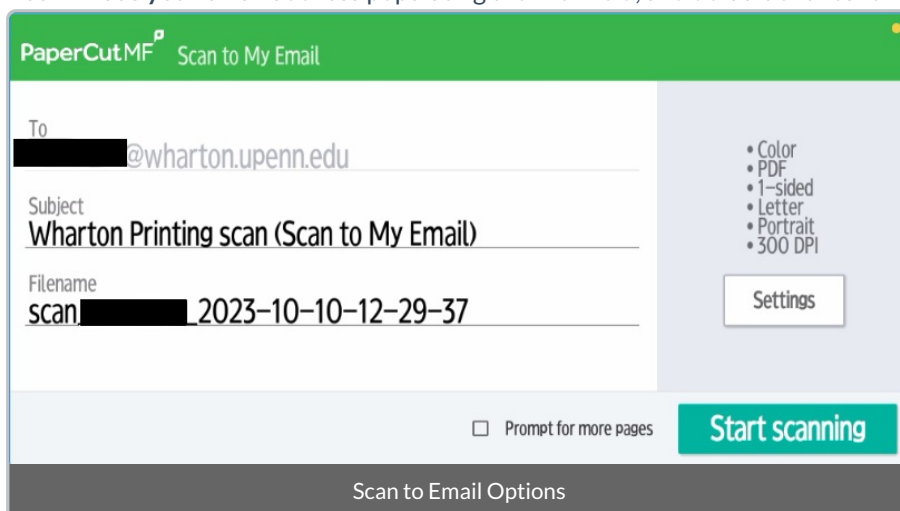 PaperCutMF Scan to My Email
To
@wharton.upenn.edu
Subject
Wharton Printing scan (Scan to My Email)
Filename
scan_ _2023-10-10-12-29-37
• Color
• PDF
• 1-sided
• Letter
• Portrait
• 300 DPI
Settings
Prompt for more pages
Start scanning
Scan to Email Options